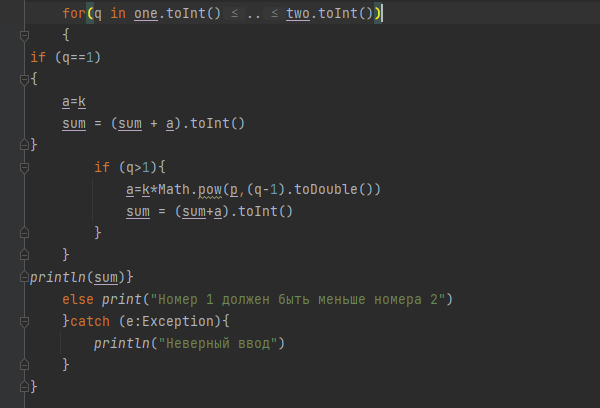 for(q in one.toInt() ≤ .. ≤ two.toInt())
{
if (q==1)
{
a=k
sum = (sum + a).toInt()
}
if (q>1){
a=k*Math.pow(p,(q-1).toDouble())
sum = (sum+a).toInt()
}
}
println(sum)}
else print("Номер 1 должен быть меньше номера 2")
}catch (e:Exception){
println("Неверный ввод")
}
}